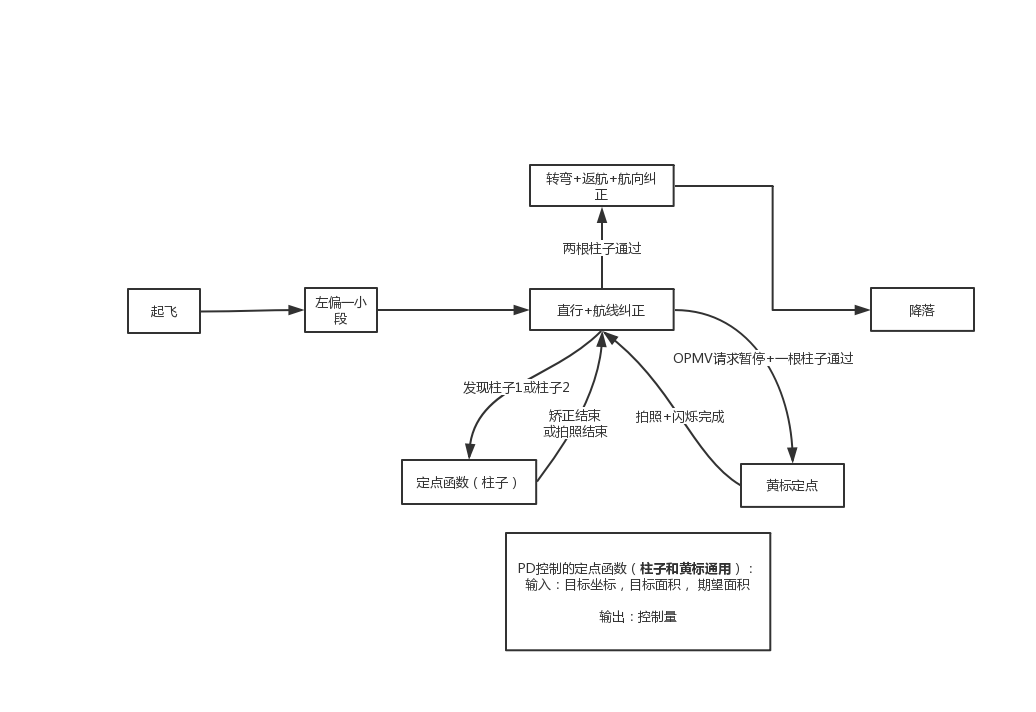 转弯+返航+航向纠
正
两根柱子通过
起飞
左偏一小
段
直行+航线纠正
降落
OPMV请求暂停+一根柱子通过
发现柱子1或柱子2
矫正结束
或拍照结束
拍照+闪烁完成
定点函数（柱子）
黄标定点
PD控制的定点函数（柱子和黄标通用）：
输入：目标坐标，目标面积， 期望面积
输出：控制量